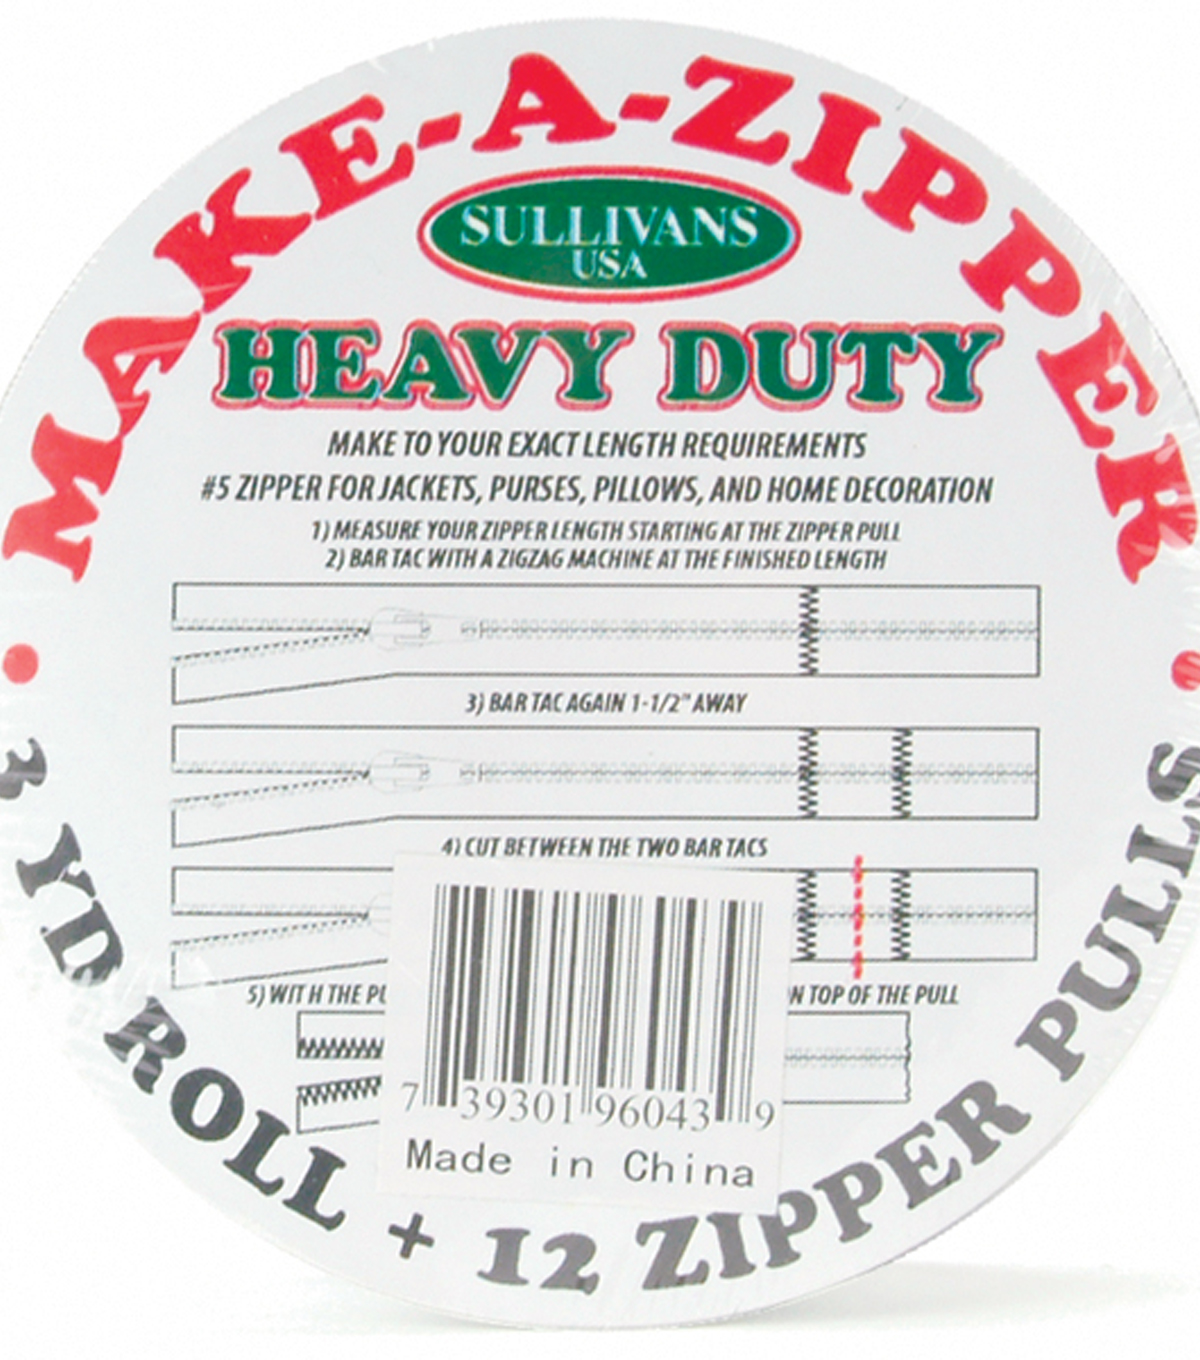 MAKE-A-ZIPPER
SULLIVANS
USA
HEAVY DUTY
MAKE TO YOUR EXACT LENGTH REQUIREMENTS
#5 ZIPPER FOR JACKETS, PURSES, PILLOWS, AND HOME DECORATION
1) MEASURE YOUR ZIPPER LENGTH STARTING AT THE ZIPPER PULL
2) BAR TAC WITH A ZIGZAG MACHINE AT THE FINISHED LENGTH
3) BAR TAC AGAIN 1-1/2" AWAY
4) CUT BETWEEN THE TWO BAR TACS
5) WITH THE TOP OF THE PULL
7 39301 96043 9
Made in China
3 YD ROLL + 12 ZIPPER PULLS